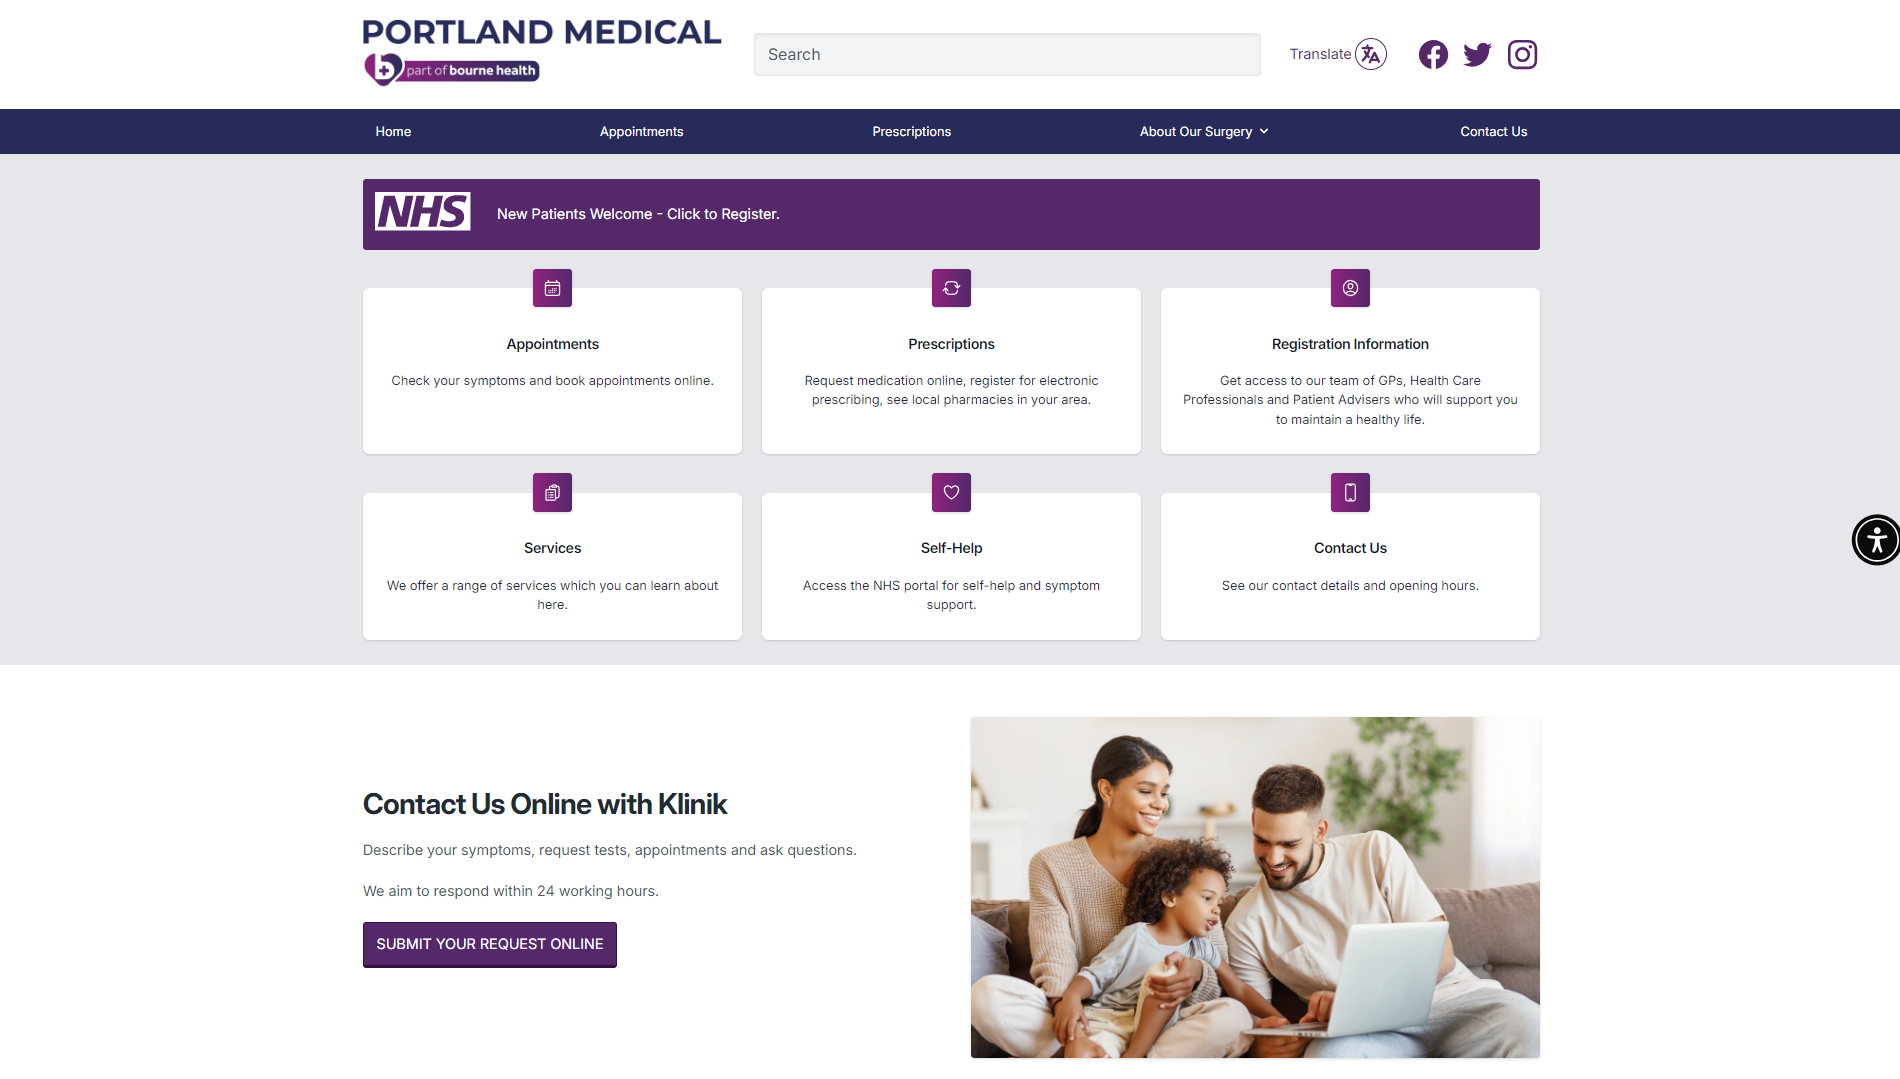 PORTLAND MEDICAL
b part of bourne health
Search
Translate
Home
Appointments
Prescriptions
About Our Surgery
Contact Us
NHS
New Patients Welcome - Click to Register.
Appointments
Check your symptoms and book appointments online.
Prescriptions
Request medication online, register for electronic
prescribing, see local pharmacies in your area.
Registration Information
Get access to our team of GPs, Health Care
Professionals and Patient Advisers who will support you
to maintain a healthy life.
Services
We offer a range of services which you can learn about
here.
Self-Help
Access the NHS portal for self-help and symptom
support.
Contact Us
See our contact details and opening hours.
Contact Us Online with Klinik
Describe your symptoms, request tests, appointments and ask questions.
We aim to respond within 24 working hours.
SUBMIT YOUR REQUEST ONLINE